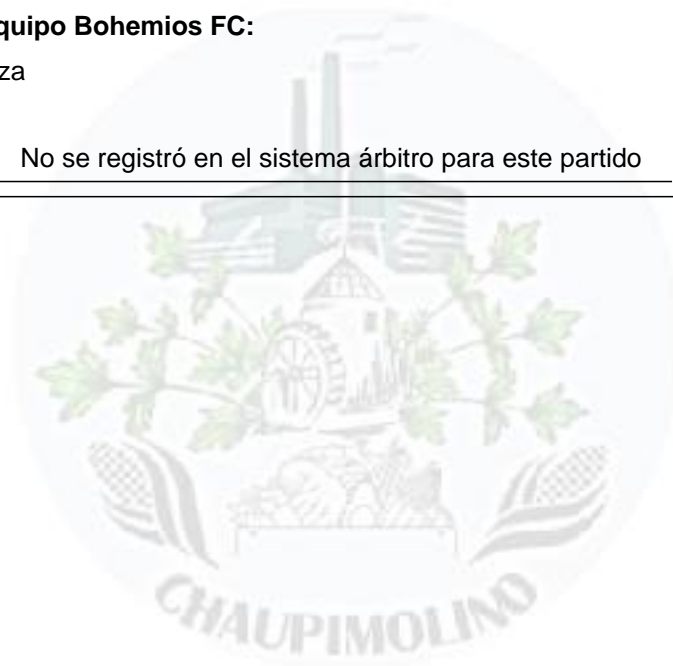 quipo Bohemios FC:
za
No se registró en el sistema árbitro para este partido
CHAUPIMOLINO